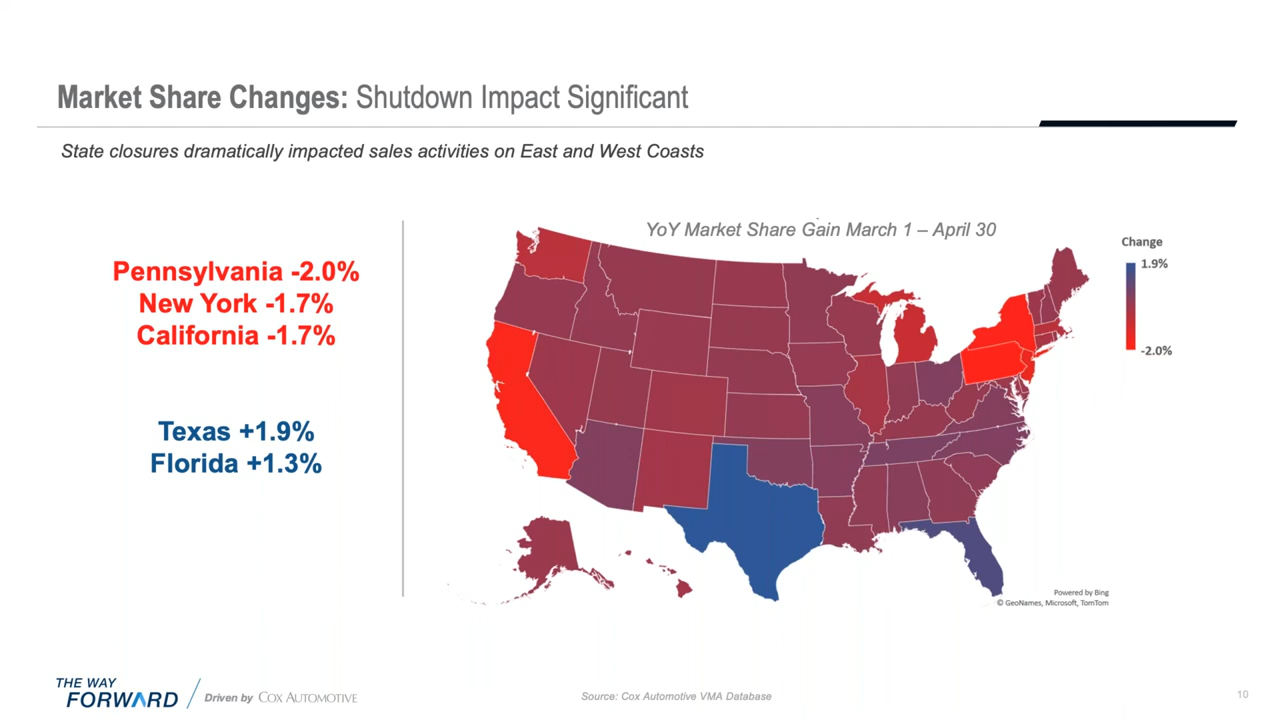 Market Share Changes: Shutdown Impact Significant
State closures dramatically impacted sales activities on East and West Coasts
Pennsylvania -2.0%
New York -1.7%
California -1.7%
Texas +1.9%
Florida +1.3%
YoY Market Share Gain March 1 – April 30
Change
1.9%
-2.0%
Powered by Bing
© GeoNames, Microsoft, TomTom
THE WAY
FORWARD
Driven by COX AUTOMOTIVE
Source: Cox Automotive VMA Database
10